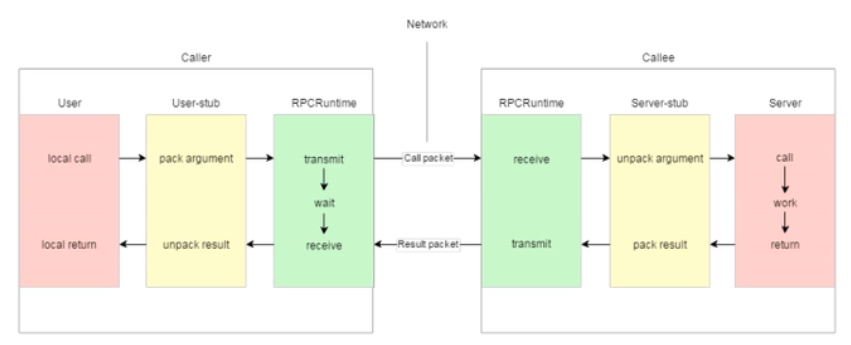 Network
Caller
Callee
User
User-stub
RPCRuntime
RPCRuntime
Server-stub
Server
local call
pack argument
transmit
Call packet
receive
unpack argument
call
wait
work
local return
unpack result
receive
Result packet
transmit
pack result
return